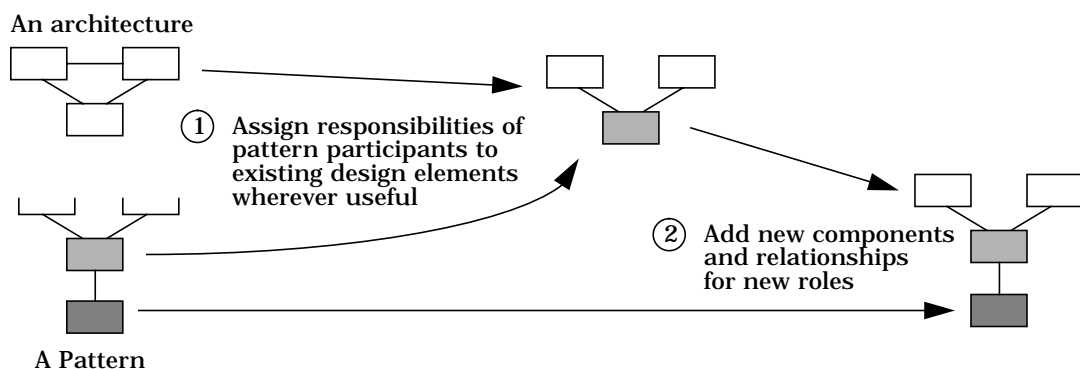 An architecture
1 Assign responsibilities of
pattern participants to
existing design elements
wherever useful
2 Add new components
and relationships
for new roles
A Pattern